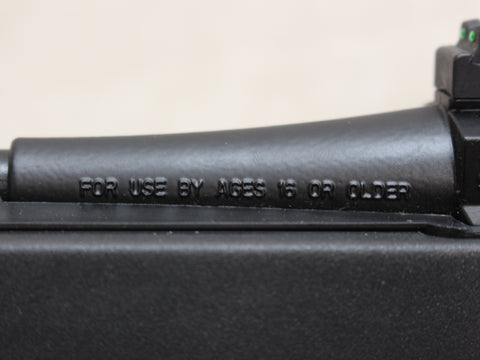 FOR USE BY AGES 16 OR OLDER